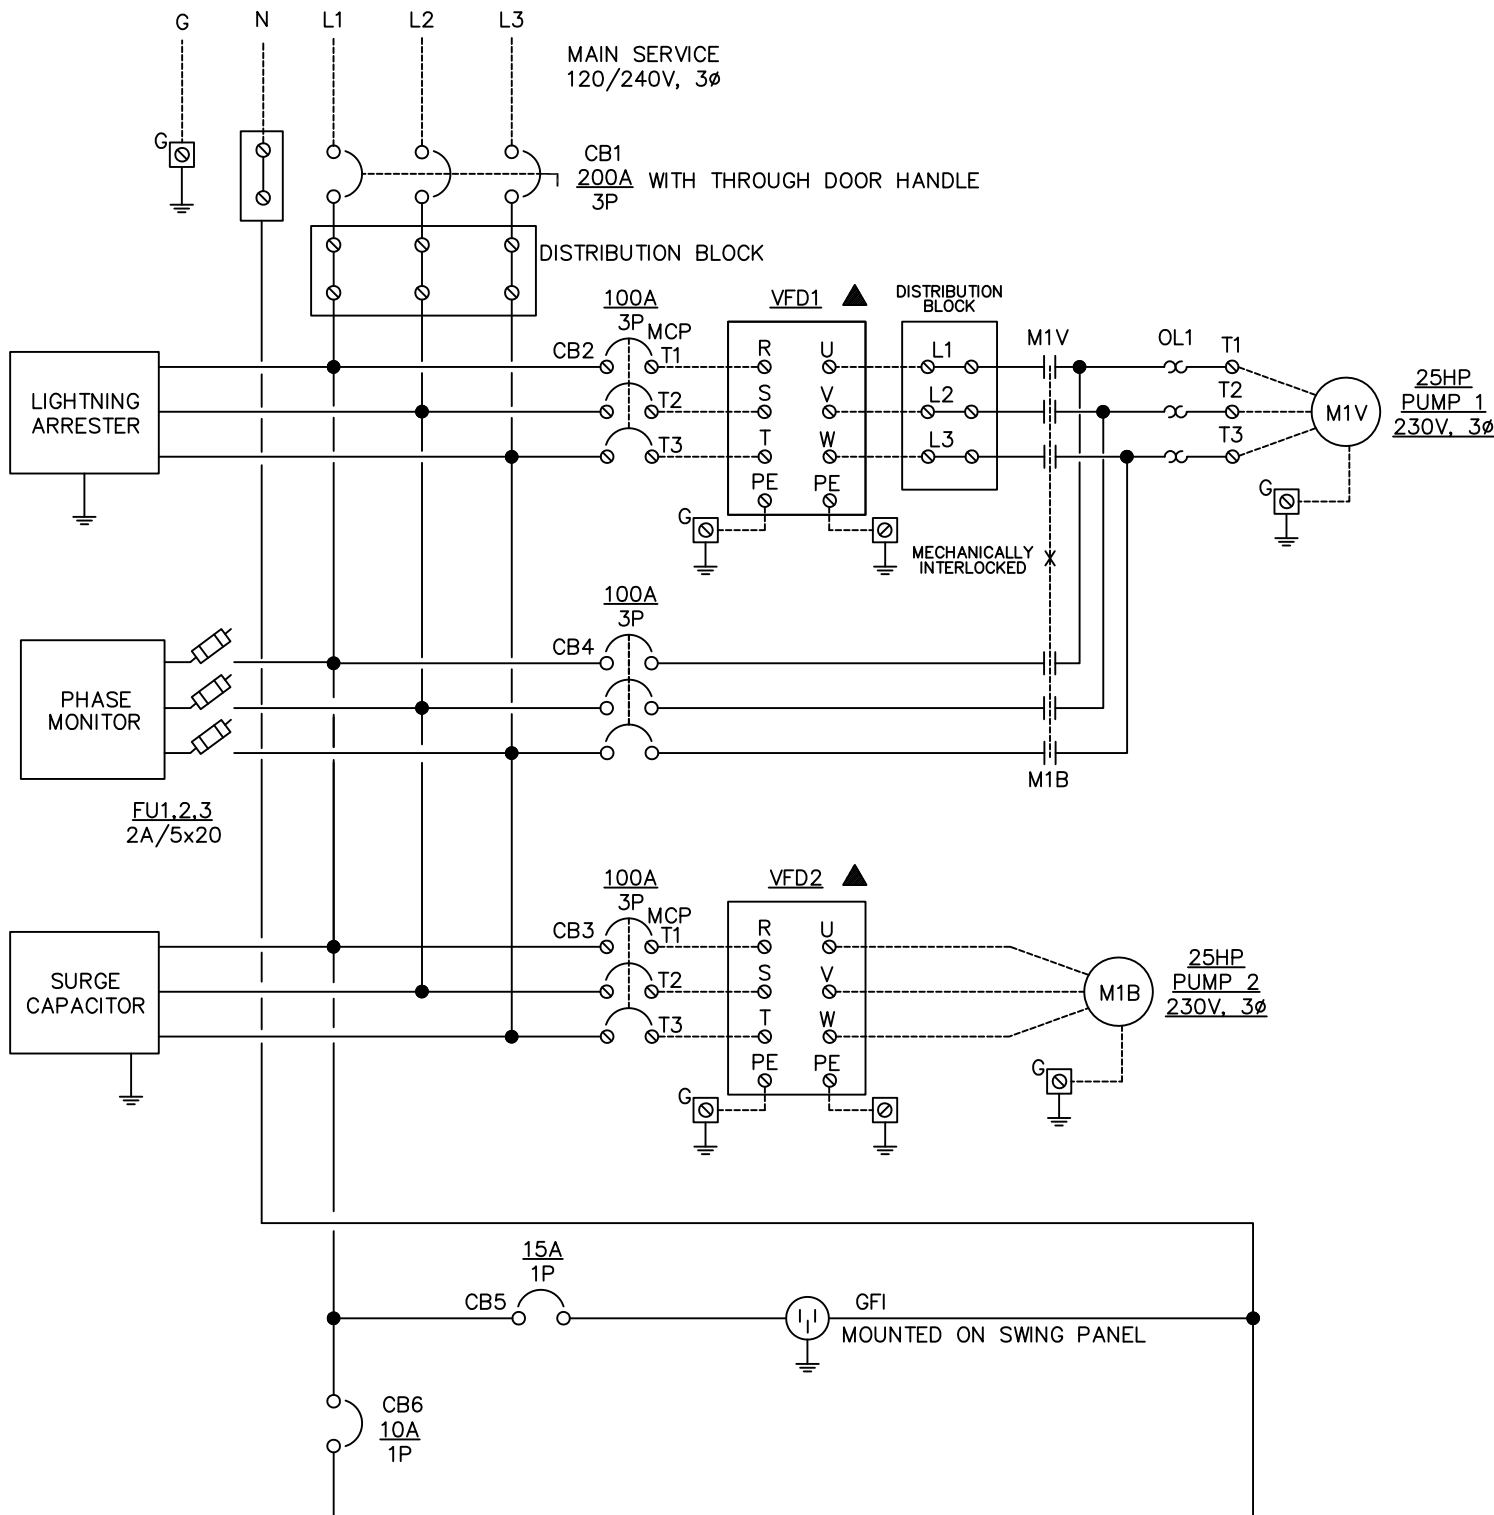 G
N
L1
L2
L3
MAIN SERVICE
120/240V, 3Ø
G
CB1
200A WITH THROUGH DOOR HANDLE
3P
DISTRIBUTION BLOCK
LIGHTNING
ARRESTER
100A
3P
MCP
CB2
T1
T2
T3
VFD1
R
S
T
PE
U
V
W
PE
G
DISTRIBUTION
BLOCK
L1
L2
L3
M1V
OL1
T1
T2
T3
M1V
25HP
PUMP 1
230V, 3Ø
G
MECHANICALLY
INTERLOCKED
PHASE
MONITOR
FU1,2,3
2A/5x20
100A
3P
CB4
M1B
SURGE
CAPACITOR
100A
3P
MCP
CB3
T1
T2
T3
VFD2
R
S
T
PE
U
V
W
PE
G
M1B
25HP
PUMP 2
230V, 3Ø
G
15A
1P
CB5
GFI
MOUNTED ON SWING PANEL
CB6
10A
1P